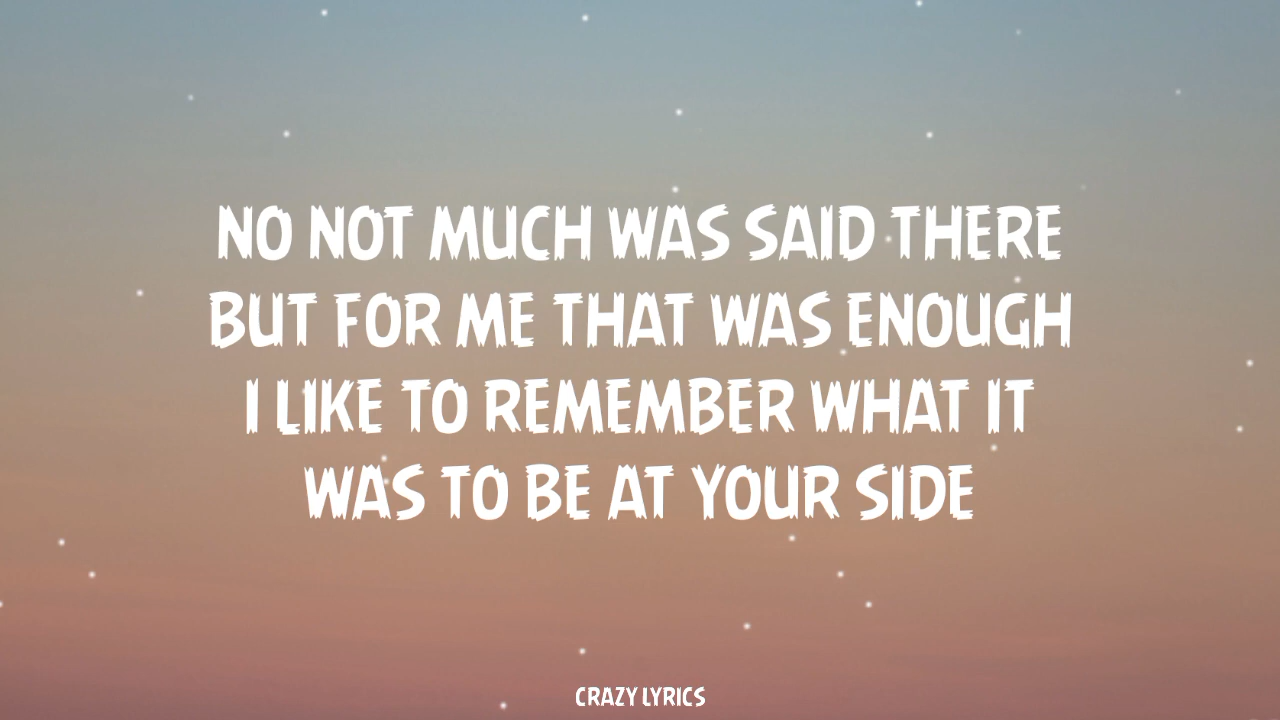 NO NOT MUCH WAS SAID THERE
BUT FOR ME THAT WAS ENOUGH
I LIKE TO REMEMBER WHAT IT
WAS TO BE AT YOUR SIDE
CRAZY LYRICS